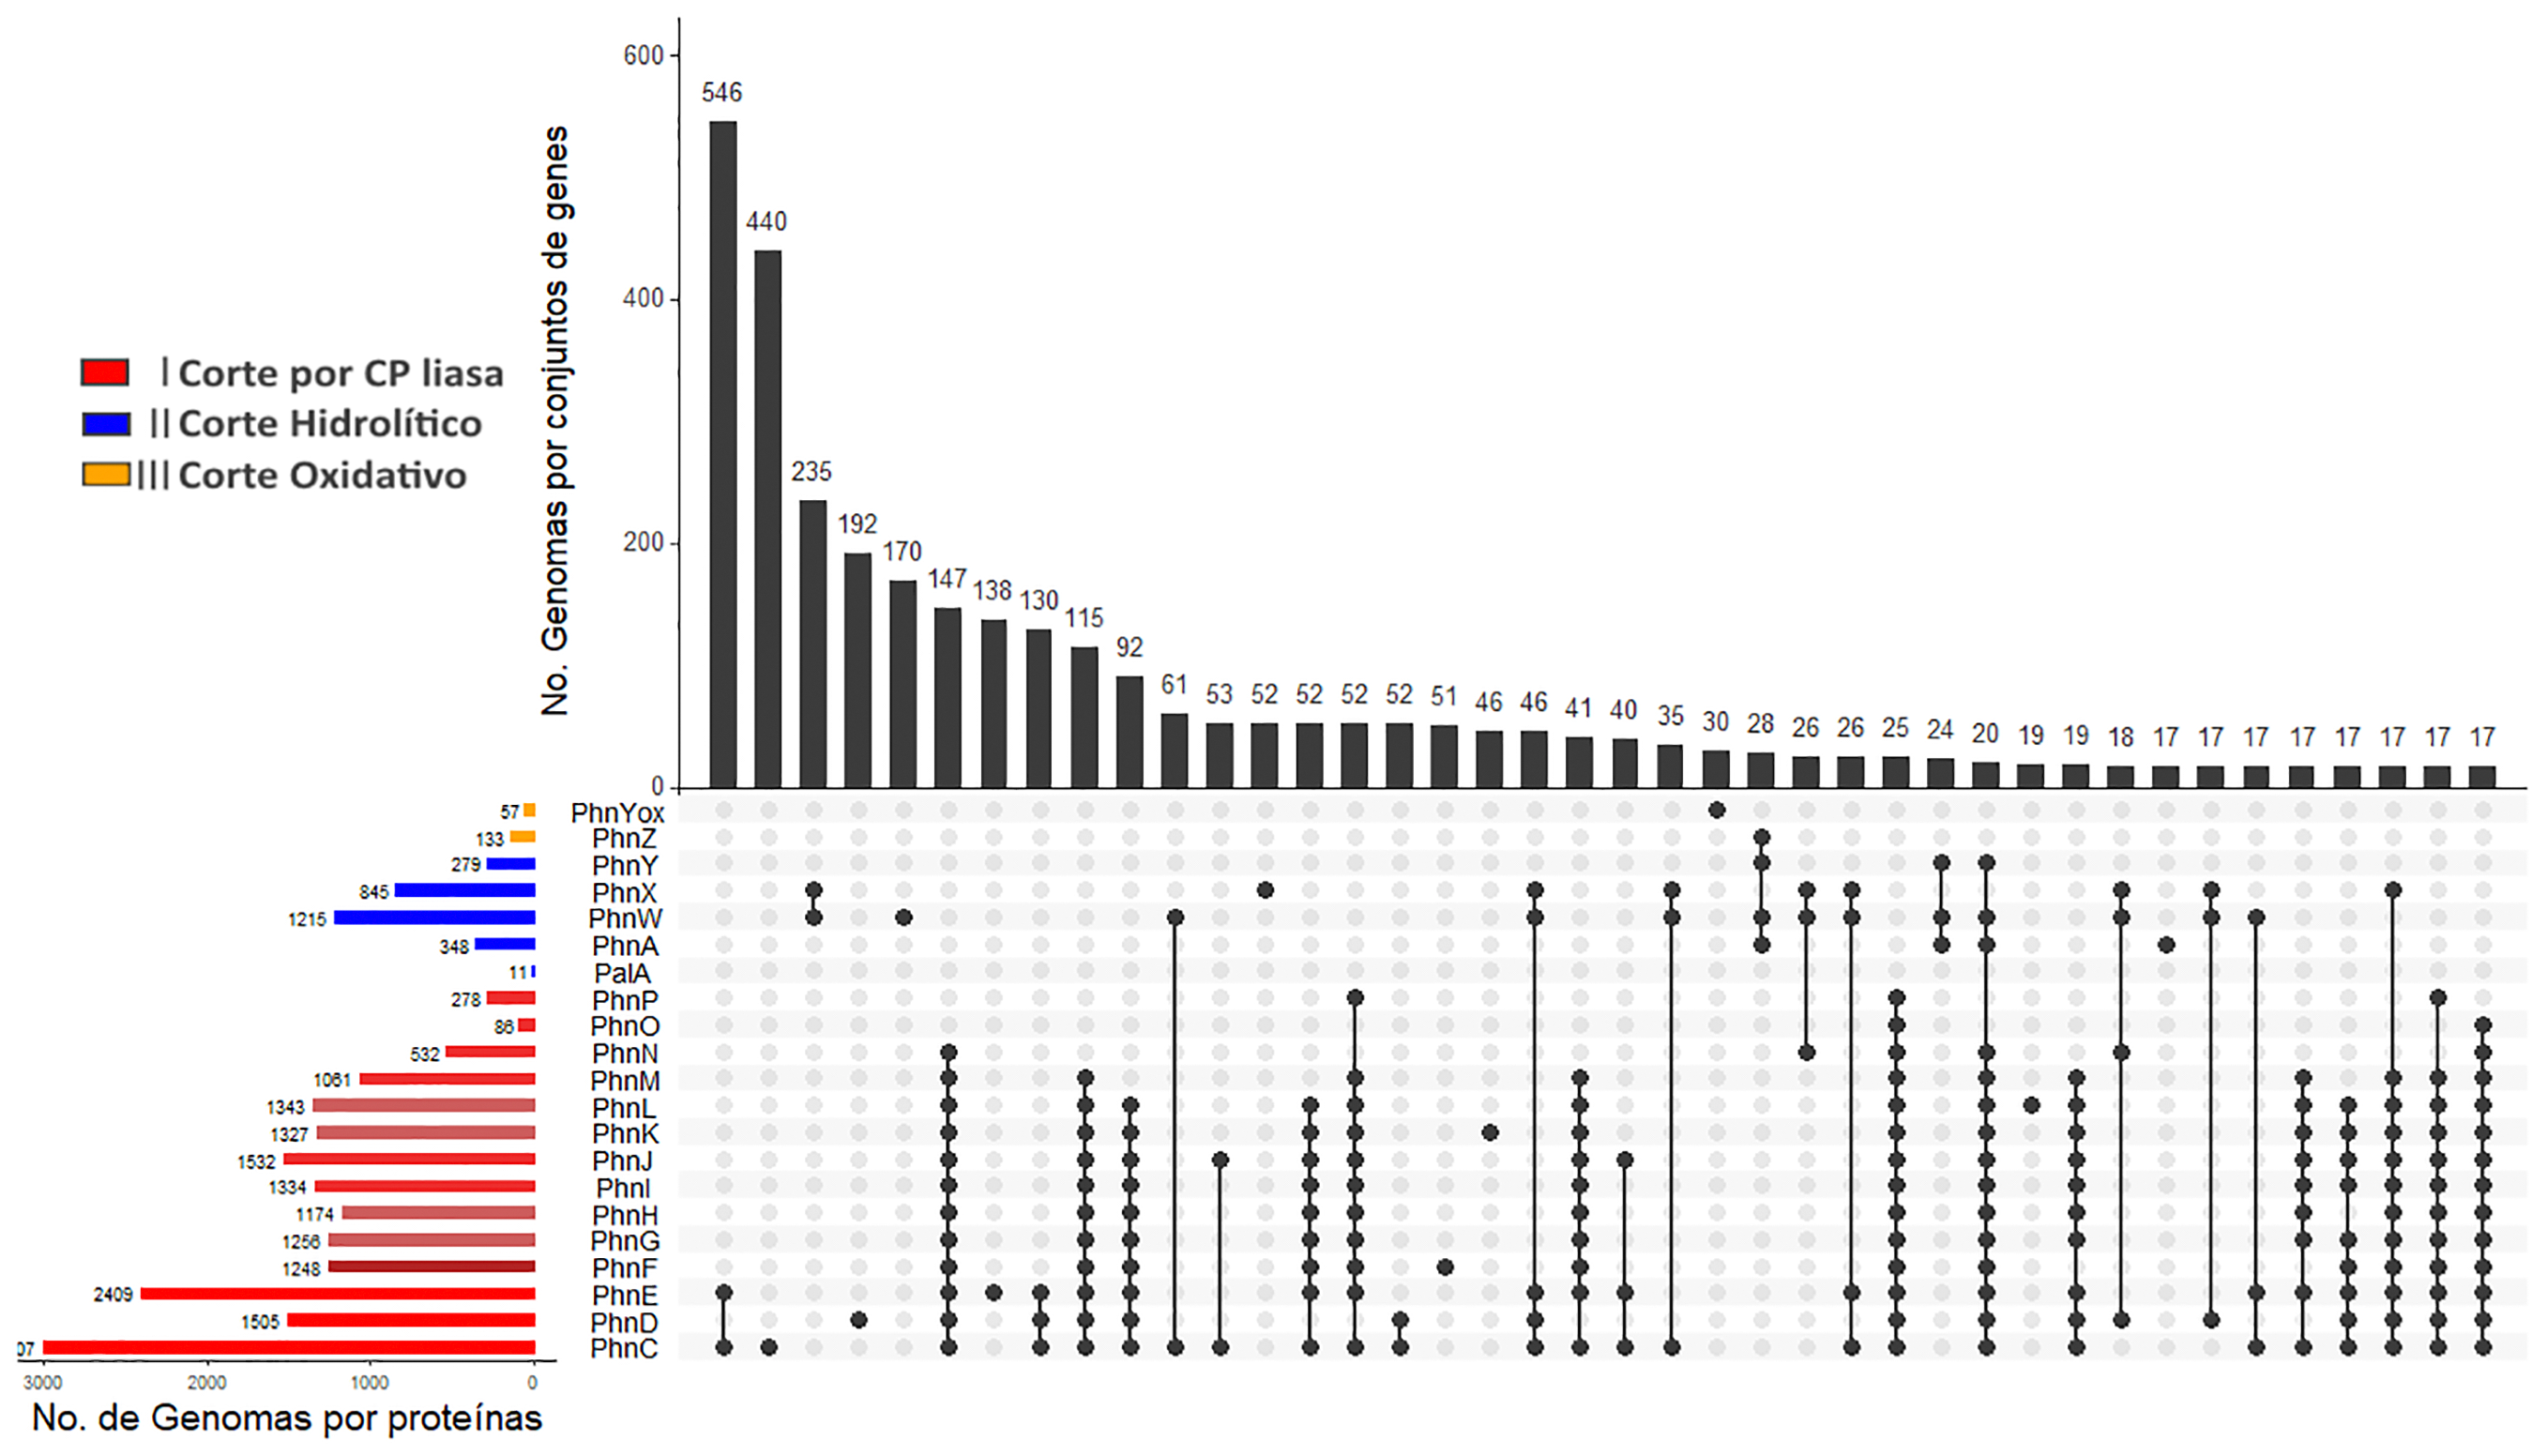 600
546
440
400
235
200
192
170
147
138
130
115
92
61
53
52
52
52
52
51
46
46
41
40
35
30
28
26
26
25
24
20
19
19
18
17
17
17
17
17
17
17
17
0
No. Genomas por conjuntos de genes
I Corte por CP liasa
II Corte Hidrolítico
III Corte Oxidativo
57 PhnYox
133 PhnZ
279 PhnY
845 PhnX
1215 PhnW
348 PhnA
11 PalA
278 PhnP
86 PhnO
532 PhnN
1061 PhnM
1343 PhnL
1327 PhnK
1532 PhnJ
1334 PhnI
1174 PhnH
1256 PhnG
1248 PhnF
2409 PhnE
1505 PhnD
07 PhnC
3000 2000 1000 0
No. de Genomas por proteínas